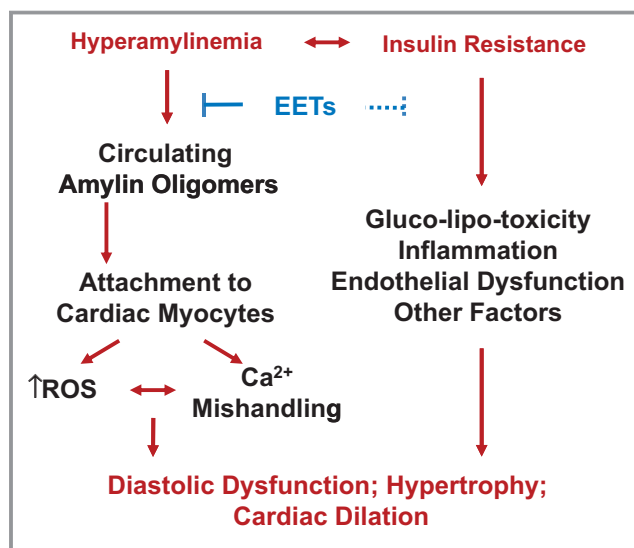 Hyperamylinemia
Insulin Resistance
EETs
Circulating
Amylin Oligomers
Gluco-lipo-toxicity
Inflammation
Endothelial Dysfunction
Other Factors
Attachment to
Cardiac Myocytes
↑ROS
Ca²⁺
Mishandling
Diastolic Dysfunction; Hypertrophy;
Cardiac Dilation